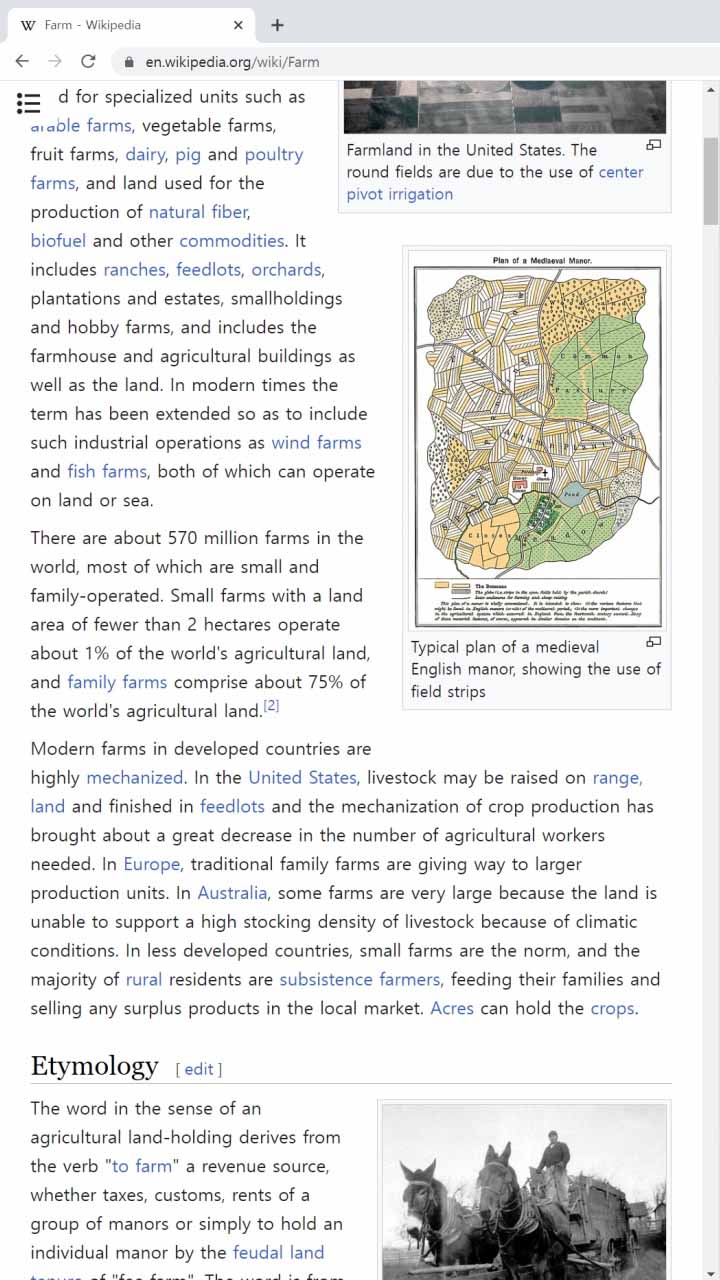 Farm - Wikipedia
en.wikipedia.org/wiki/Farm
d for specialized units such as
arable farms, vegetable farms,
fruit farms, dairy, pig and poultry
farms, and land used for the
production of natural fiber,
biofuel and other commodities. It
includes ranches, feedlots, orchards,
plantations and estates, smallholdings
and hobby farms, and includes the
farmhouse and agricultural buildings as
well as the land. In modern times the
term has been extended so as to include
such industrial operations as wind farms
and fish farms, both of which can operate
on land or sea.
Farmland in the United States. The
round fields are due to the use of center
pivot irrigation
Plan of a Mediaeval Manor.
Common
Pasture
Church
Pond
Close
Meadow
The Demesne
Typical plan of a medieval
English manor, showing the use of
field strips
There are about 570 million farms in the
world, most of which are small and
family-operated. Small farms with a land
area of fewer than 2 hectares operate
about 1% of the world's agricultural land,
and family farms comprise about 75% of
the world's agricultural land.[2]
Modern farms in developed countries are
highly mechanized. In the United States, livestock may be raised on range,
land and finished in feedlots and the mechanization of crop production has
brought about a great decrease in the number of agricultural workers
needed. In Europe, traditional family farms are giving way to larger
production units. In Australia, some farms are very large because the land is
unable to support a high stocking density of livestock because of climatic
conditions. In less developed countries, small farms are the norm, and the
majority of rural residents are subsistence farmers, feeding their families and
selling any surplus products in the local market. Acres can hold the crops.
Etymology [ edit ]
The word in the sense of an
agricultural land-holding derives from
the verb "to farm" a revenue source,
whether taxes, customs, rents of a
group of manors or simply to hold an
individual manor by the feudal land
tenure of "fee farm". The word is from